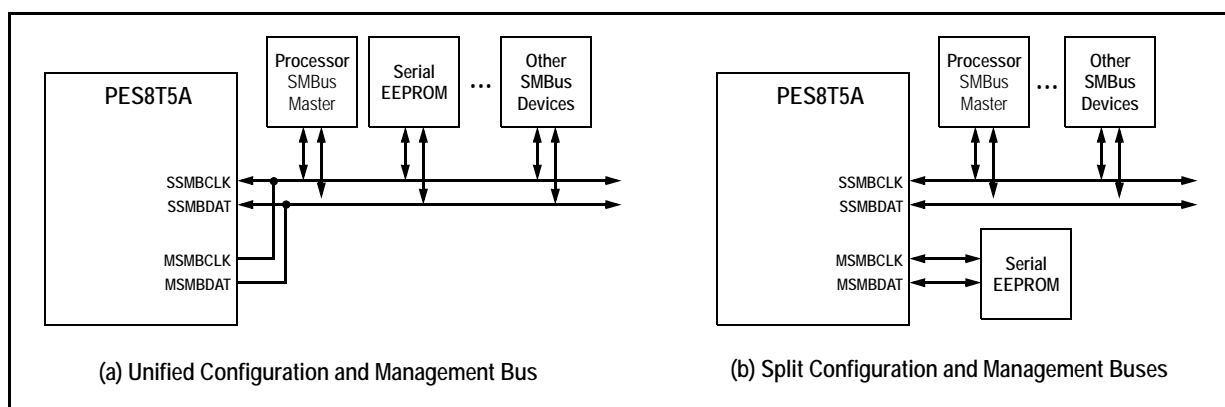 PES8T5A
Processor
SMBus
Master
Serial
EEPROM
...
Other
SMBus
Devices
SSMBCLK
SSMBDAT
MSMBCLK
MSMBDAT
(a) Unified Configuration and Management Bus
PES8T5A
Processor
SMBus
Master
...
Other
SMBus
Devices
SSMBCLK
SSMBDAT
MSMBCLK
MSMBDAT
Serial
EEPROM
(b) Split Configuration and Management Buses